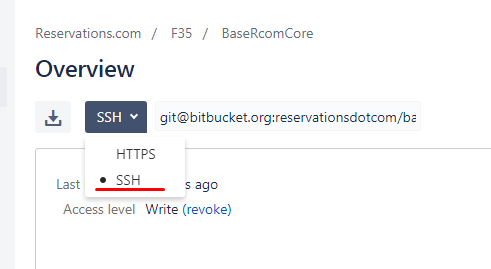 Reservations.com / F35 / BaseRcomCore
Overview
SSH git@bitbucket.org:reservationsdotcom/ba
HTTPS
SSH
Last s ago
Access level Write (revoke)